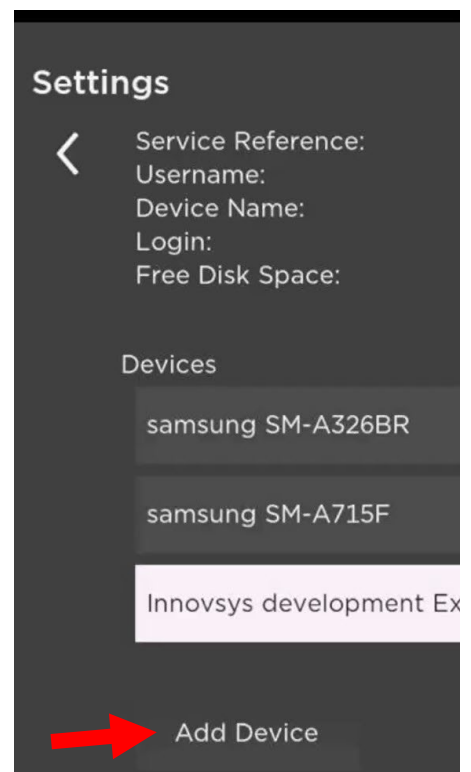 Settings
Service Reference:
Username:
Device Name:
Login:
Free Disk Space:
Devices
samsung SM-A326BR
samsung SM-A715F
Innovsys development Ex
Add Device